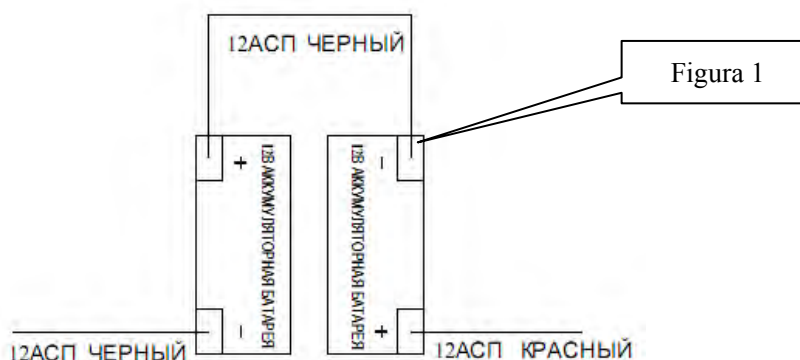 12АСП ЧЕРНЫЙ
Figura 1
+
12В АККУМУЛЯТОРНАЯ БАТАРЕЯ
-
-
12В АККУМУЛЯТОРНАЯ БАТАРЕЯ
+
12АСП ЧЕРНЫЙ
12АСП КРАСНЫЙ